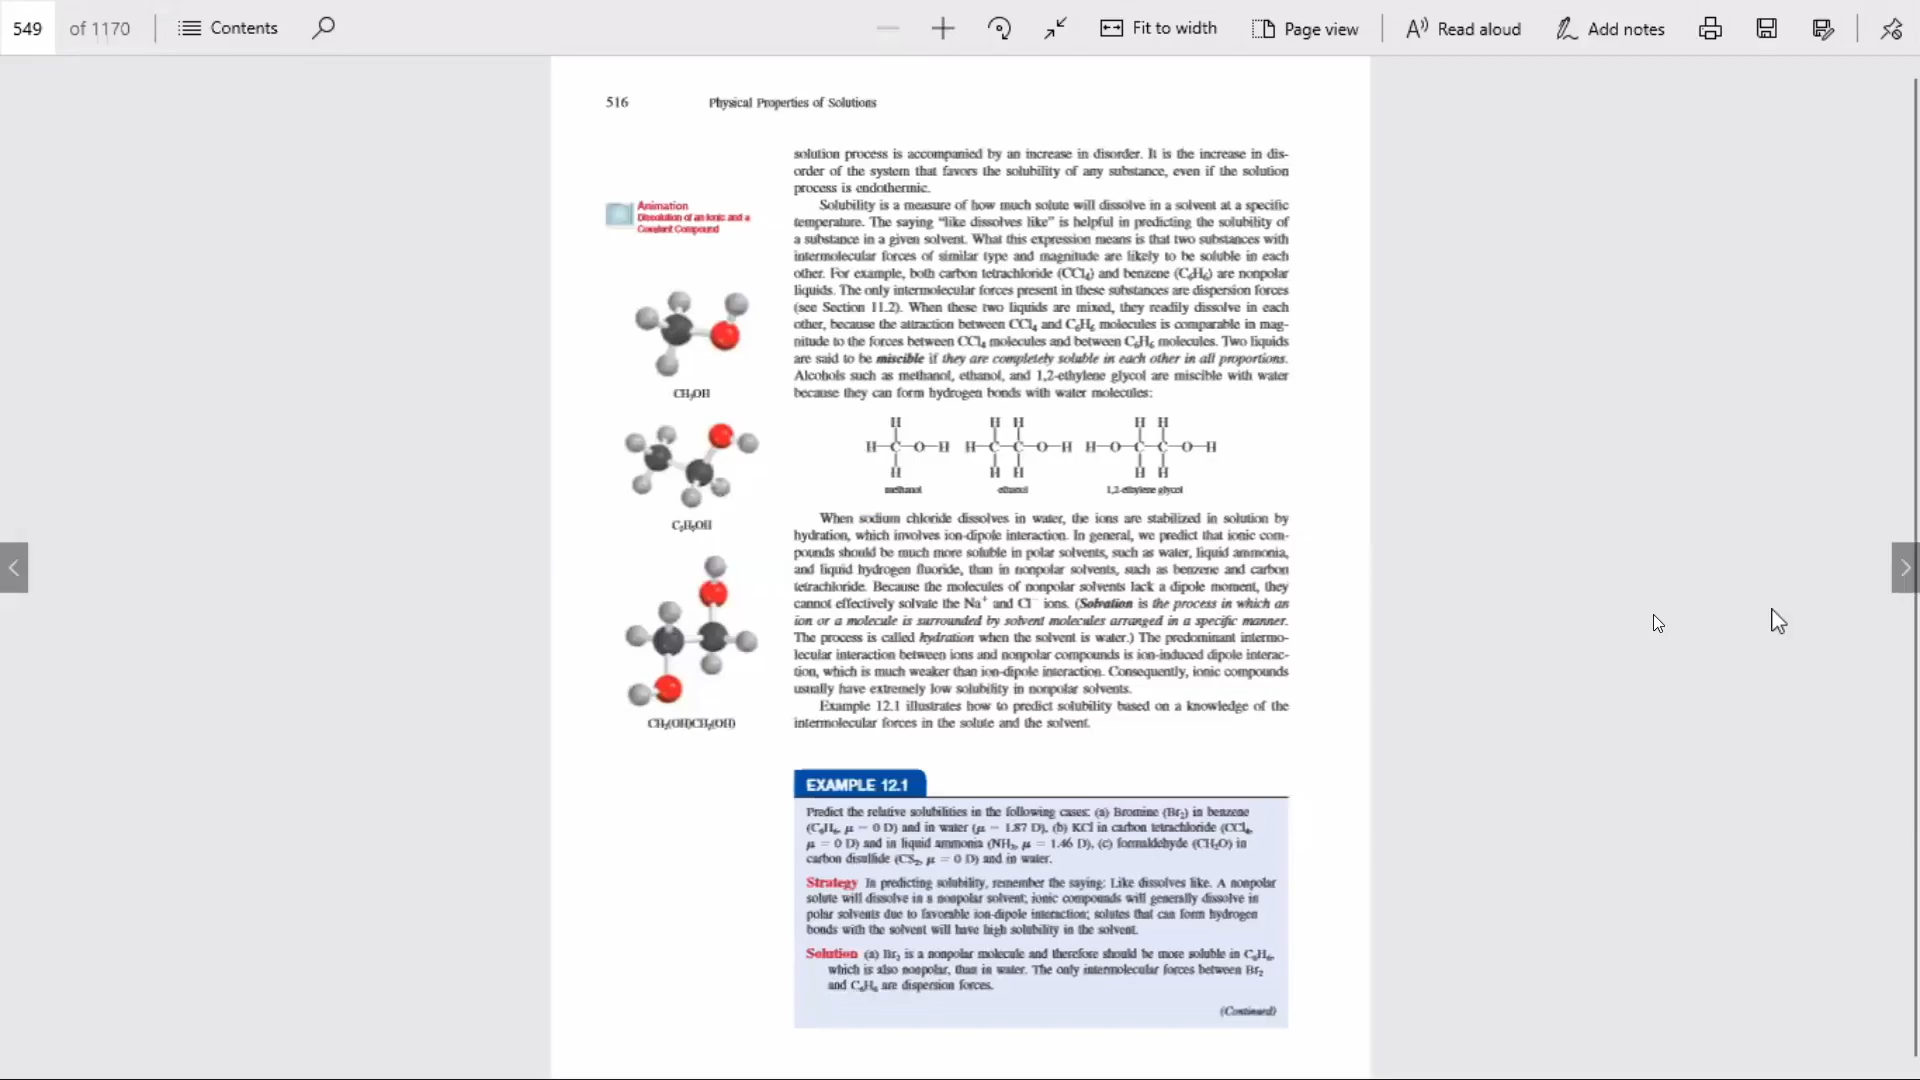 549 of 1170 Contents Fit to width Page view Read aloud Add notes
516 Physical Properties of Solutions
solution process is accompanied by an increase in disorder. It is the increase in dis-
order of the system that favors the solubility of any substance, even if the solution
process is endothermic.
Animation
Dissolution of an Ionic and a
Covalent Compound
Solubility is a measure of how much solute will dissolve in a solvent at a specific
temperature. The saying "like dissolves like" is helpful in predicting the solubility of
a substance in a given solvent. What this expression means is that two substances with
intermolecular forces of similar type and magnitude are likely to be soluble in each
other. For example, both carbon tetrachloride (CCl₄) and benzene (C₆H₆) are nonpolar
liquids. The only intermolecular forces present in these substances are dispersion forces
(see Section 11.2). When these two liquids are mixed, they readily dissolve in each
other, because the attraction between CCl₄ and C₆H₆ molecules is comparable in mag-
nitude to the forces between CCl₄ molecules and between C₆H₆ molecules. Two liquids
are said to be miscible if they are completely soluble in each other in all proportions.
Alcohols such as methanol, ethanol, and 1,2-ethylene glycol are miscible with water
because they can form hydrogen bonds with water molecules:
CH₃OH
C₂H₅OH
CH₂(OH)CH₂(OH)
H H H H H
H—C—O—H H—C—C—O—H H—O—C—C—O—H
H H H H H
methanol ethanol 1,2-ethylene glycol
When sodium chloride dissolves in water, the ions are stabilized in solution by
hydration, which involves ion-dipole interaction. In general, we predict that ionic com-
pounds should be much more soluble in polar solvents, such as water, liquid ammonia,
and liquid hydrogen fluoride, than in nonpolar solvents, such as benzene and carbon
tetrachloride. Because the molecules of nonpolar solvents lack a dipole moment, they
cannot effectively solvate the Na⁺ and Cl⁻ ions. (Solvation is the process in which an
ion or a molecule is surrounded by solvent molecules arranged in a specific manner.
The process is called hydration when the solvent is water.) The predominant intermo-
lecular interaction between ions and nonpolar compounds is ion-induced dipole interac-
tion, which is much weaker than ion-dipole interaction. Consequently, ionic compounds
usually have extremely low solubility in nonpolar solvents.
Example 12.1 illustrates how to predict solubility based on a knowledge of the
intermolecular forces in the solute and the solvent.
EXAMPLE 12.1
Predict the relative solubilities in the following cases: (a) Bromine (Br₂) in benzene
(C₆H₆, μ = 0 D) and in water (μ = 1.87 D), (b) KCl in carbon tetrachloride (CCl₄,
μ = 0 D) and in liquid ammonia (NH₃, μ = 1.46 D), (c) formaldehyde (CH₂O) in
carbon disulfide (CS₂, μ = 0 D) and in water.
Strategy In predicting solubility, remember the saying: Like dissolves like. A nonpolar
solute will dissolve in a nonpolar solvent; ionic compounds will generally dissolve in
polar solvents due to favorable ion-dipole interaction; solutes that can form hydrogen
bonds with the solvent will have high solubility in the solvent.
Solution (a) Br₂ is a nonpolar molecule and therefore should be more soluble in C₆H₆,
which is also nonpolar, than in water. The only intermolecular forces between Br₂
and C₆H₆ are dispersion forces.
(Continued)